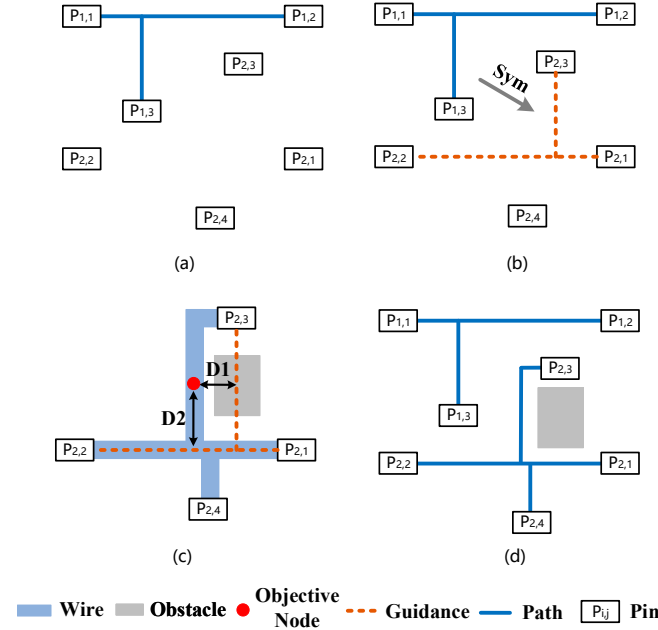 P1,1 P1,2
P2,3
P1,3
P2,2 P2,1
P2,4
(a)
P1,1 P1,2
P2,3
Sym
P1,3
P2,2 P2,1
P2,4
(b)
P2,3
D1
D2
P2,2 P2,1
P2,4
(c)
P1,1 P1,2
P2,3
P1,3
P2,2 P2,1
P2,4
(d)
Wire Obstacle Objective Node Guidance Path Pi,j Pin